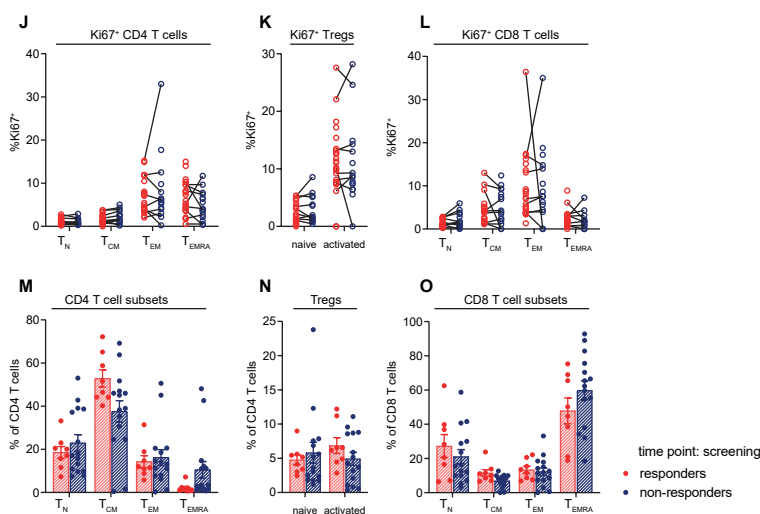 J
Ki67⁺ CD4 T cells
%Ki67⁺
40
30
20
10
0
T_N
T_CM
T_EM
T_EMRA
K
Ki67⁺ Tregs
%Ki67⁺
30
20
10
0
naive
activated
L
Ki67⁺ CD8 T cells
%Ki67⁺
40
30
20
10
0
T_N
T_CM
T_EM
T_EMRA
M
CD4 T cell subsets
% of CD4 T cells
80
60
40
20
0
T_N
T_CM
T_EM
T_EMRA
N
Tregs
% of CD4 T cells
25
20
15
10
5
0
naive
activated
O
CD8 T cell subsets
% of CD8 T cells
100
80
60
40
20
0
T_N
T_CM
T_EM
T_EMRA
time point: screening
responders
non-responders